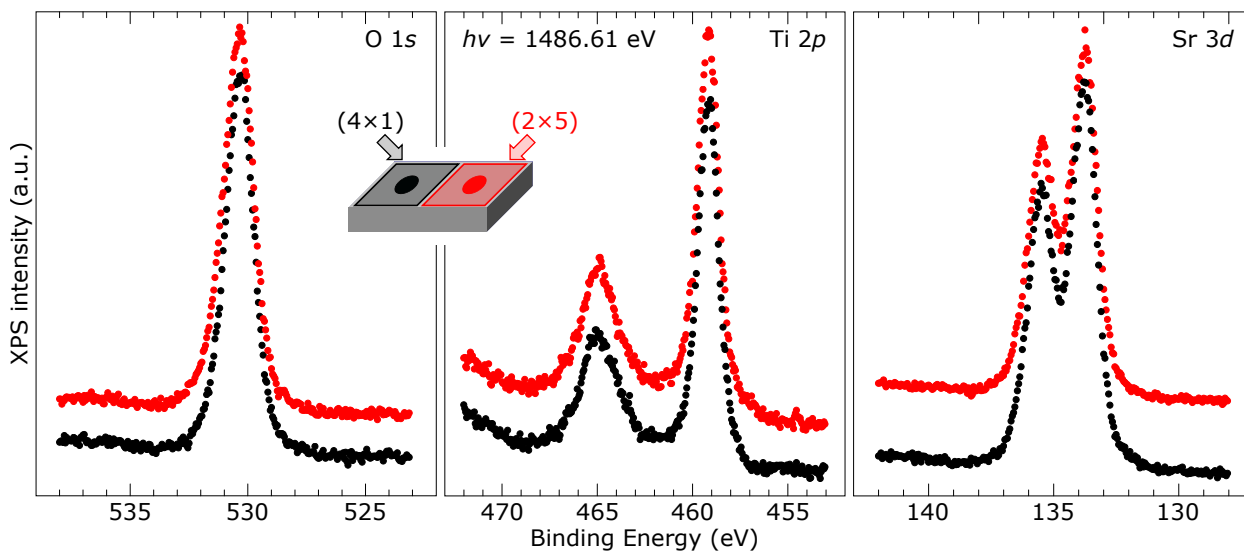 O 1s
hν = 1486.61 eV
Ti 2p
Sr 3d
(4×1)
(2×5)
XPS intensity (a.u.)
535
530
525
470
465
460
455
140
135
130
Binding Energy (eV)